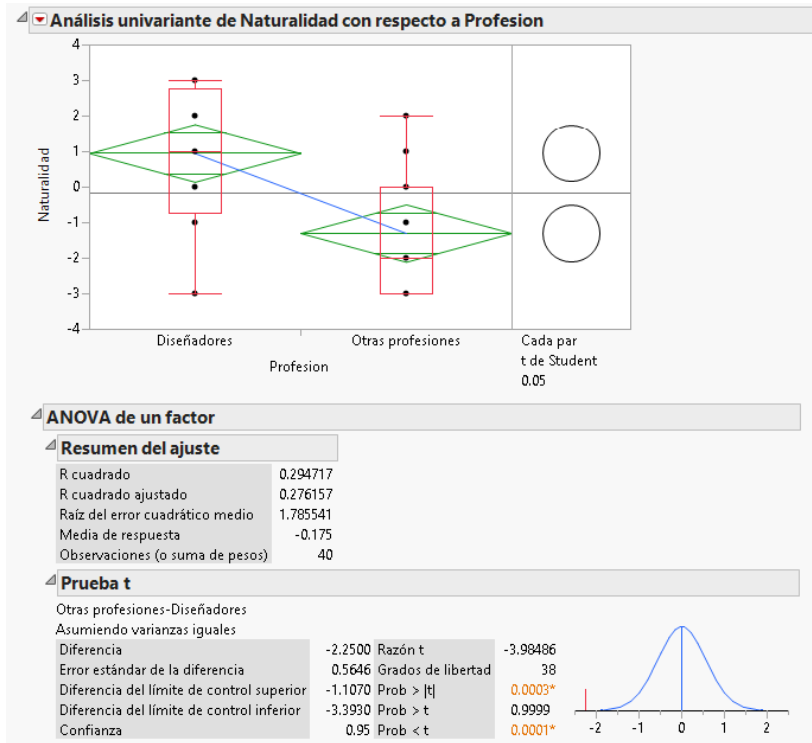 Análisis univariante de Naturalidad con respecto a Profesion
4
3
2
1
0
-1
-2
-3
-4
Naturalidad
Diseñadores
Otras profesiones
Profesion
Cada par
t de Student
0.05
ANOVA de un factor
Resumen del ajuste
R cuadrado 0.294717
R cuadrado ajustado 0.276157
Raíz del error cuadrático medio 1.785541
Media de respuesta -0.175
Observaciones (o suma de pesos) 40
Prueba t
Otras profesiones-Diseñadores
Asumiendo varianzas iguales
Diferencia -2.2500 Razón t -3.98486
Error estándar de la diferencia 0.5646 Grados de libertad 38
Diferencia del límite de control superior -1.1070 Prob > |t| 0.0003*
Diferencia del límite de control inferior -3.3930 Prob > t 0.9999
Confianza 0.95 Prob < t 0.0001*
-2 -1 0 1 2